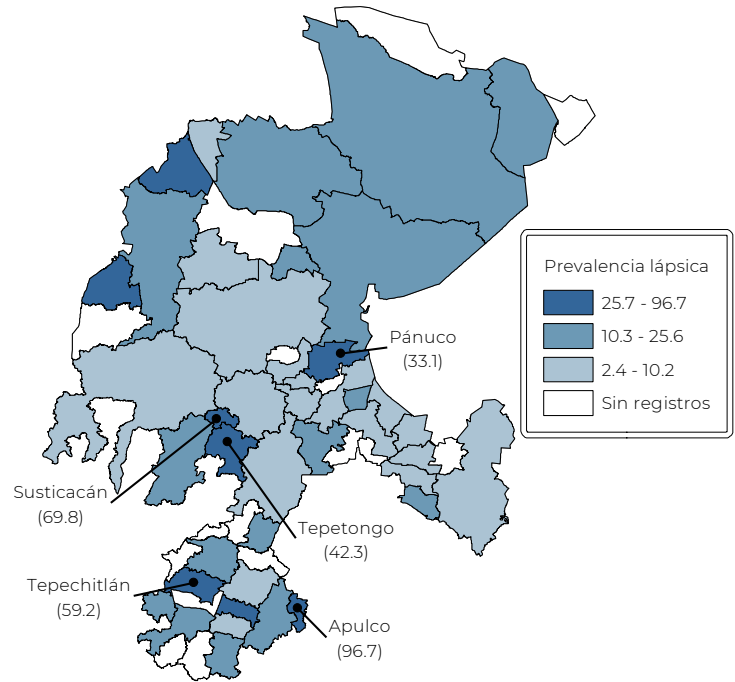 Prevalencia lápsica
25.7 - 96.7
10.3 - 25.6
2.4 - 10.2
Sin registros
Pánuco
(33.1)
Susticacán
(69.8)
Tepetongo
(42.3)
Tepechitlán
(59.2)
Apulco
(96.7)